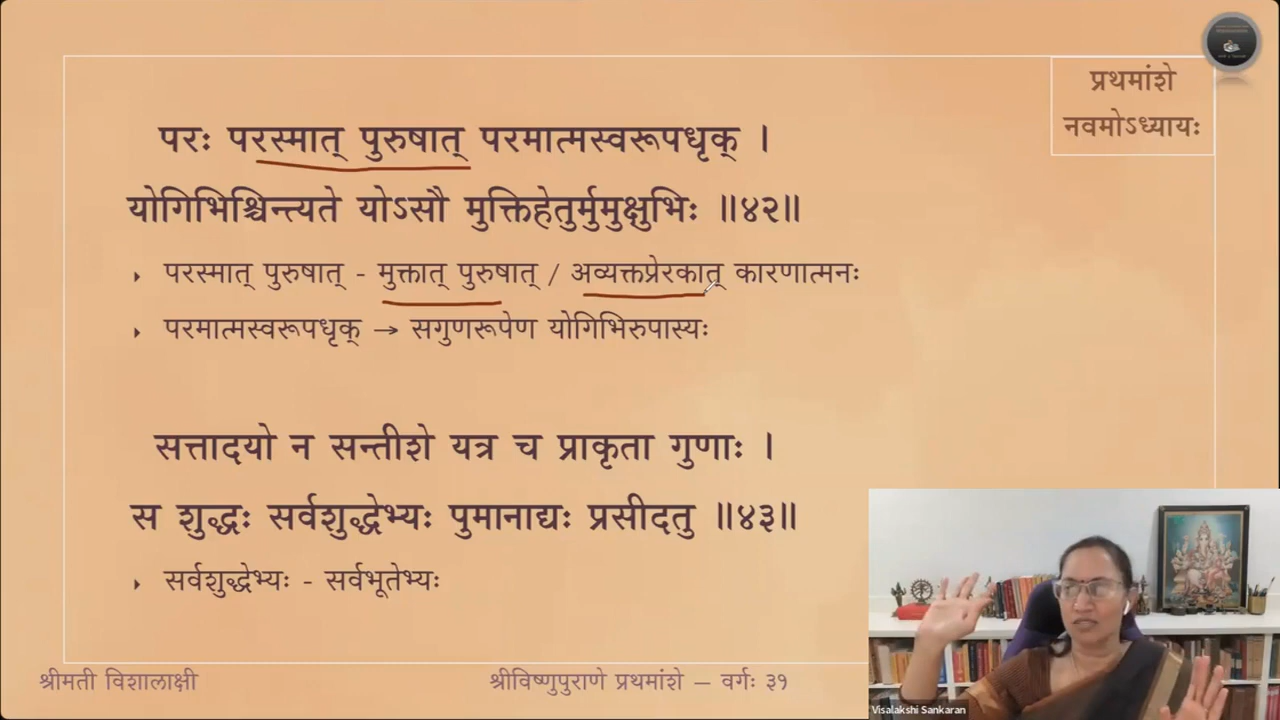 प्रथमांशे
नवमोऽध्यायः
परः परस्मात् पुरुषात् परमात्मस्वरूपधृक् ।
योगिभिश्चिन्त्यते योऽसौ मुक्तिहेतुर्मुमुक्षुभिः ॥४२॥
परस्मात् पुरुषात् - मुक्तात् पुरुषात् / अव्यक्तप्रेरकात् कारणात्मनः
परमात्मस्वरूपधृक् → सगुणरूपेण योगिभिरुपास्यः
सत्तादयो न सन्तीशे यत्र च प्राकृता गुणाः ।
स शुद्धः सर्वशुद्धेभ्यः पुमानाद्यः प्रसीदतु ॥४३॥
सर्वशुद्धेभ्यः - सर्वभूतेभ्यः
श्रीमती विशालाक्षी
श्रीविष्णुपुराणे प्रथमांशे – वर्गः ३१
Visalakshi Sankaran